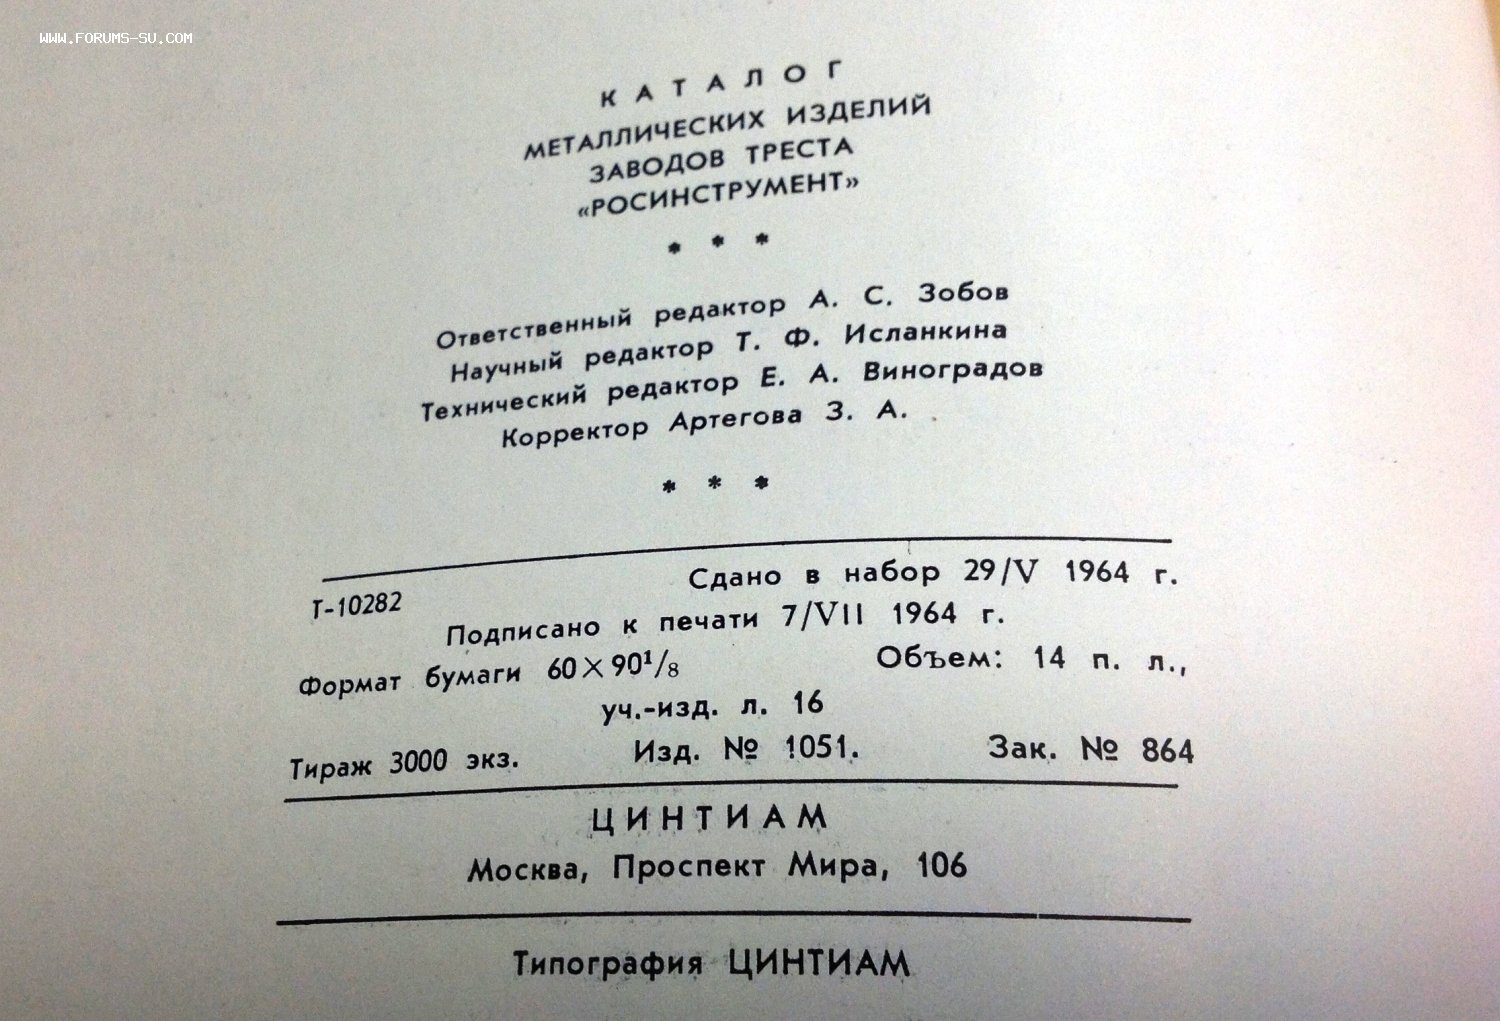 WWW.FORUMS-SU.COM
КАТАЛОГ
МЕТАЛЛИЧЕСКИХ ИЗДЕЛИЙ
ЗАВОДОВ ТРЕСТА
«РОСИНСТРУМЕНТ»
* * *
Ответственный редактор А. С. Зобов
Научный редактор Т. Ф. Исланкина
Технический редактор Е. А. Виноградов
Корректор Артегова З. А.
* * *
Т-10282 Сдано в набор 29/V 1964 г.
Подписано к печати 7/VII 1964 г.
Формат бумаги 60×90¹/₈ Объем: 14 п. л.,
уч.-изд. л. 16
Тираж 3000 экз. Изд. № 1051. Зак. № 864
ЦИНТИАМ
Москва, Проспект Мира, 106
Типография ЦИНТИАМ